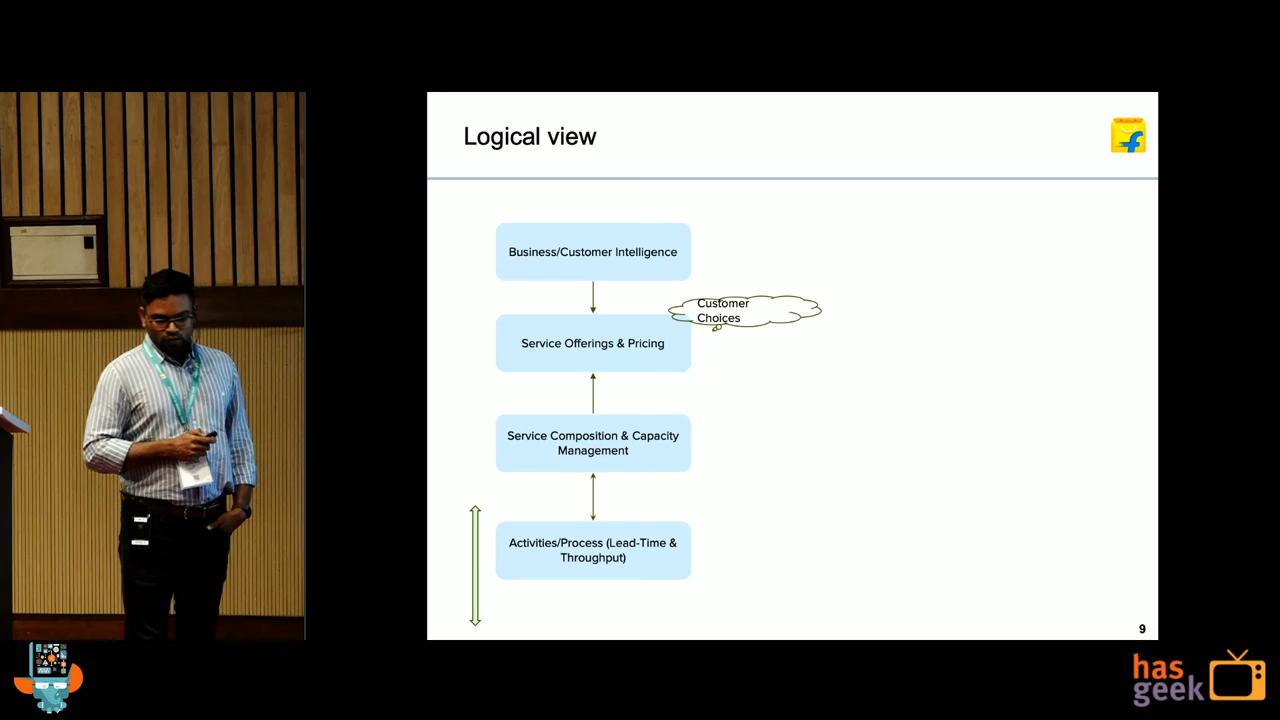 Logical view
Business/Customer Intelligence
Customer
Choices
Service Offerings & Pricing
Service Composition & Capacity
Management
Activities/Process (Lead-Time &
Throughput)
9
has
geek